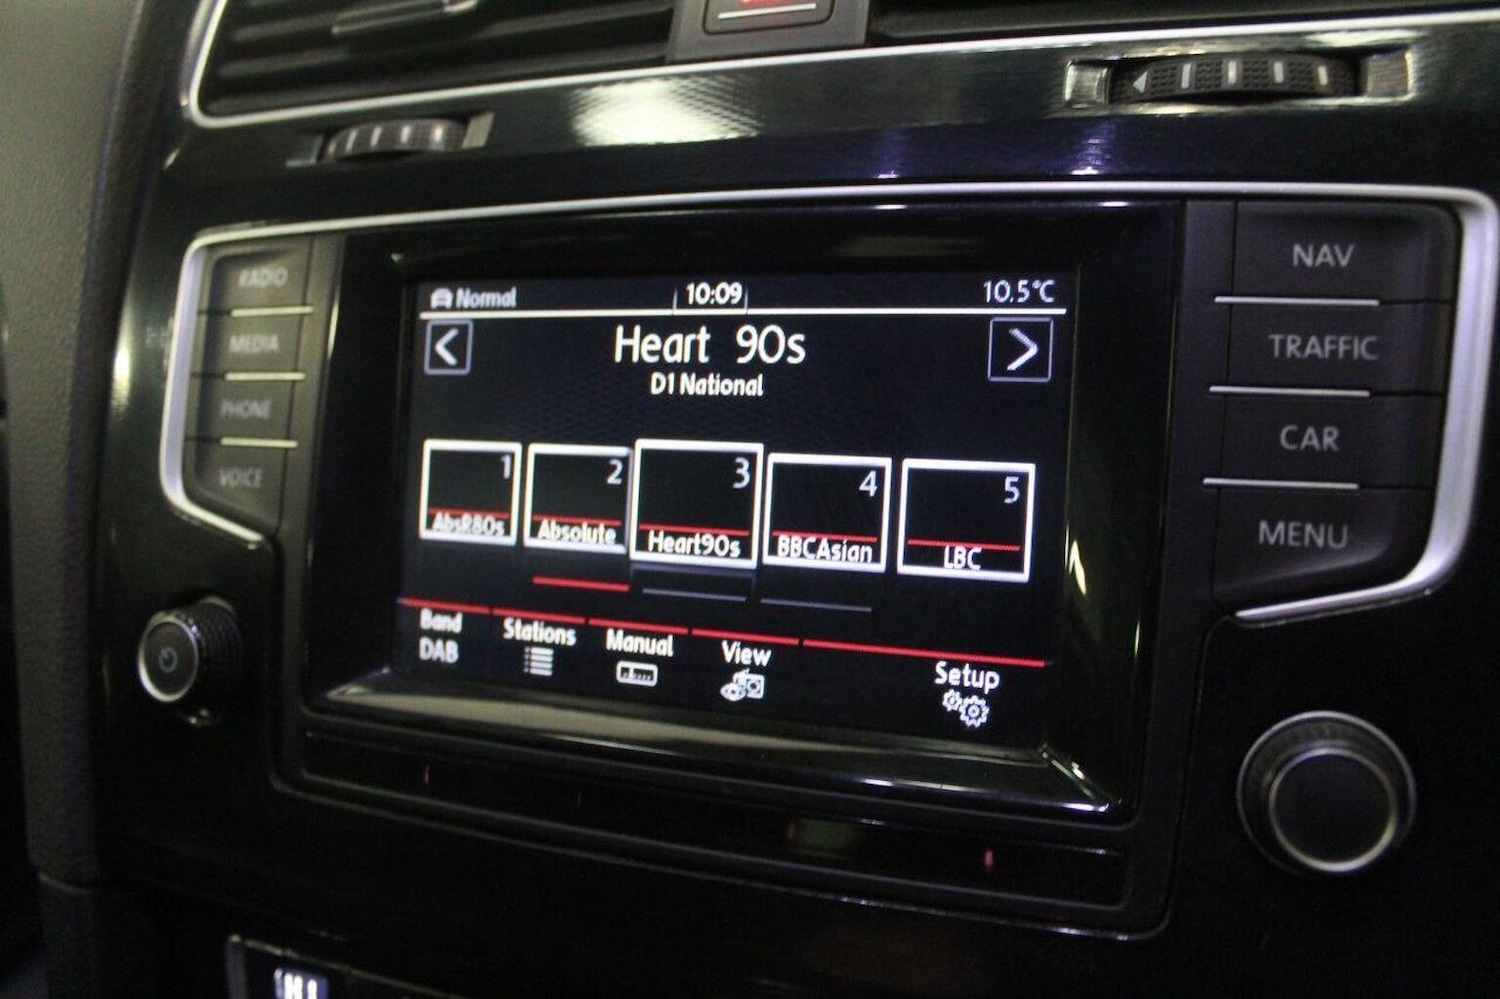 RADIO
MEDIA
PHONE
VOICE
Normal 10:09 10.5°C
Heart 90s
D1 National
1 2 3 4 5
AbsR80s Absolute Heart90s BBCAsian LBC
Band Stations Manual View Setup
DAB
NAV
TRAFFIC
CAR
MENU